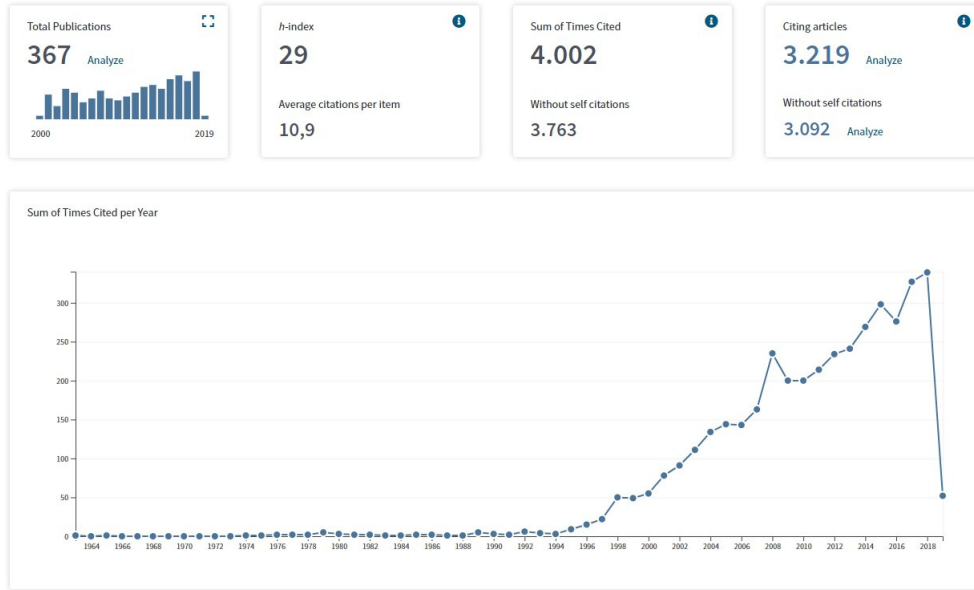 Total Publications
367 Analyze
2000 2019
h-index
29
Average citations per item
10,9
Sum of Times Cited
4.002
Without self citations
3.763
Citing articles
3.219 Analyze
Without self citations
3.092 Analyze
Sum of Times Cited per Year
300
250
200
150
100
50
0
1964 1966 1968 1970 1972 1974 1976 1978 1980 1982 1984 1986 1988 1990 1992 1994 1996 1998 2000 2002 2004 2006 2008 2010 2012 2014 2016 2018